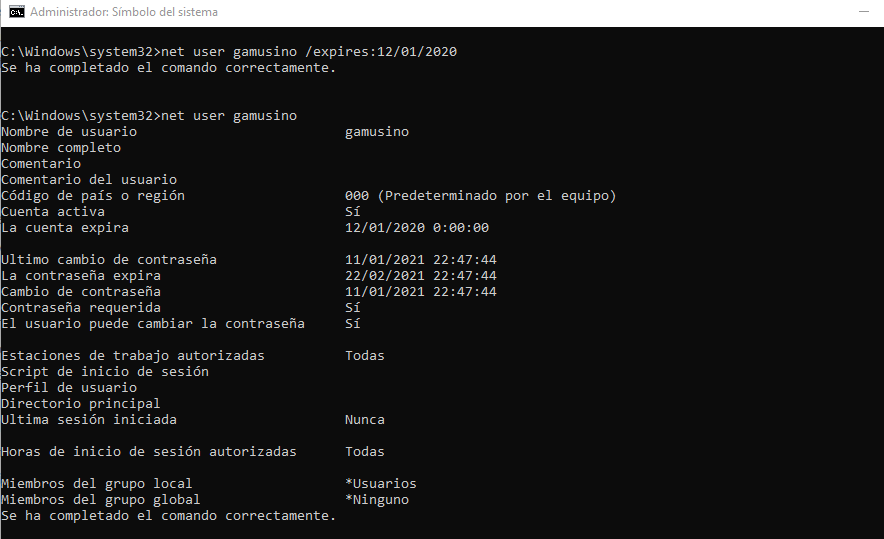 Administrador: Símbolo del sistema
C:\Windows\system32>net user gamusino /expires:12/01/2020
Se ha completado el comando correctamente.
C:\Windows\system32>net user gamusino
Nombre de usuario gamusino
Nombre completo
Comentario
Comentario del usuario
Código de país o región 000 (Predeterminado por el equipo)
Cuenta activa Sí
La cuenta expira 12/01/2020 0:00:00
Ultimo cambio de contraseña 11/01/2021 22:47:44
La contraseña expira 22/02/2021 22:47:44
Cambio de contraseña 11/01/2021 22:47:44
Contraseña requerida Sí
El usuario puede cambiar la contraseña Sí
Estaciones de trabajo autorizadas Todas
Script de inicio de sesión
Perfil de usuario
Directorio principal
Ultima sesión iniciada Nunca
Horas de inicio de sesión autorizadas Todas
Miembros del grupo local *Usuarios
Miembros del grupo global *Ninguno
Se ha completado el comando correctamente.